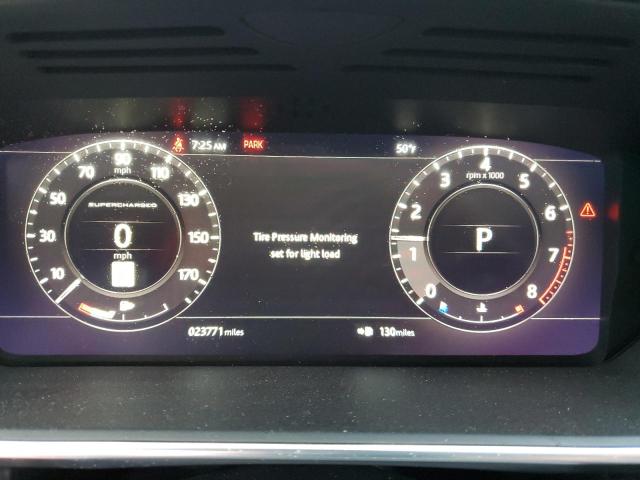 7:25 AM PARK 50°F
90
70 110
mph
50 130
SUPERCHARGED
30 0 150
mph
10 170
Tire Pressure Monitoring
set for light load
4
3 rpm x 1000 5
2 6
P
1 7
0 8
023771 miles 130 miles